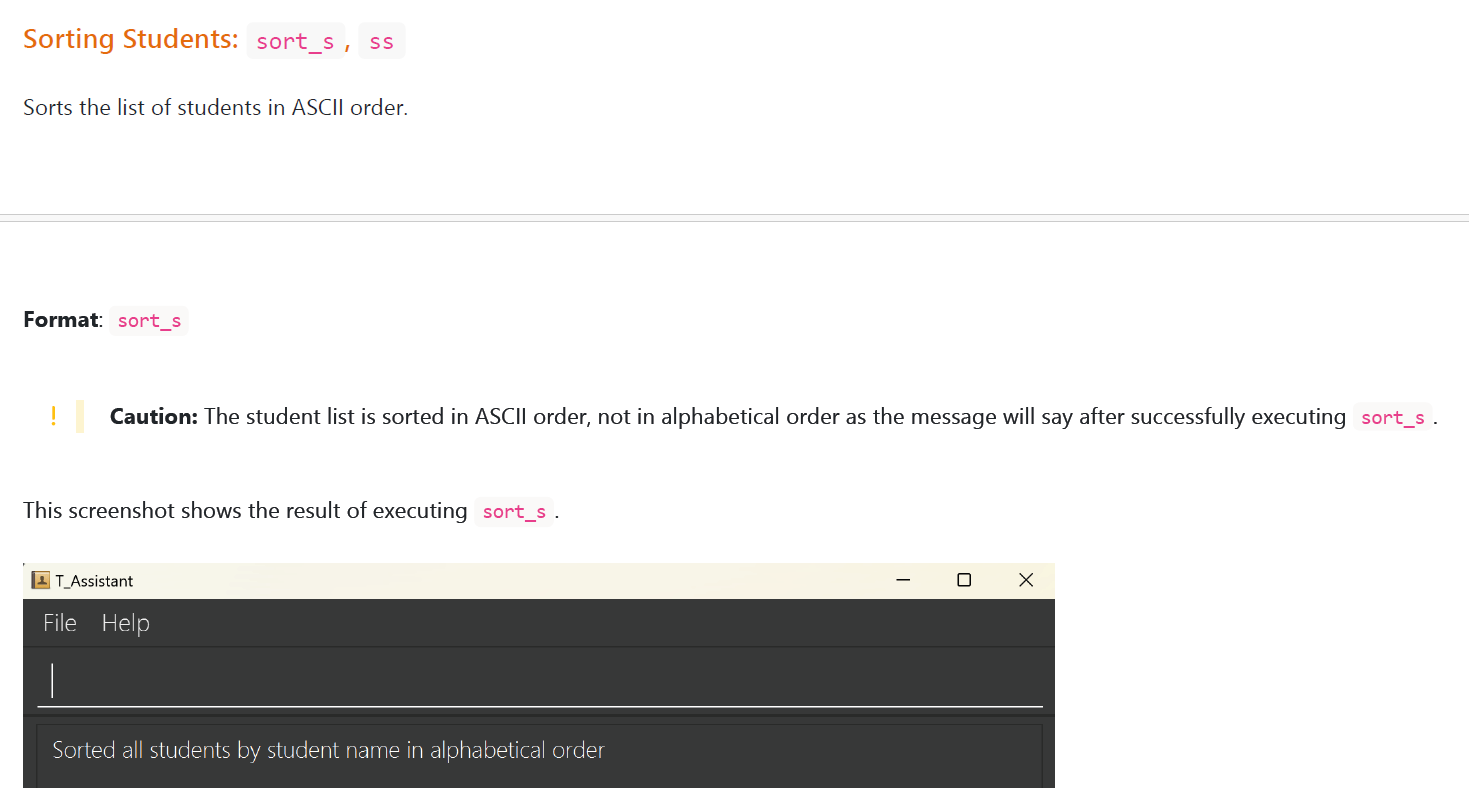 Sorting Students: sort_s, ss
Sorts the list of students in ASCII order.
Format: sort_s
! Caution: The student list is sorted in ASCII order, not in alphabetical order as the message will say after successfully executing sort_s.
This screenshot shows the result of executing sort_s.
T_Assistant
File Help
Sorted all students by student name in alphabetical order